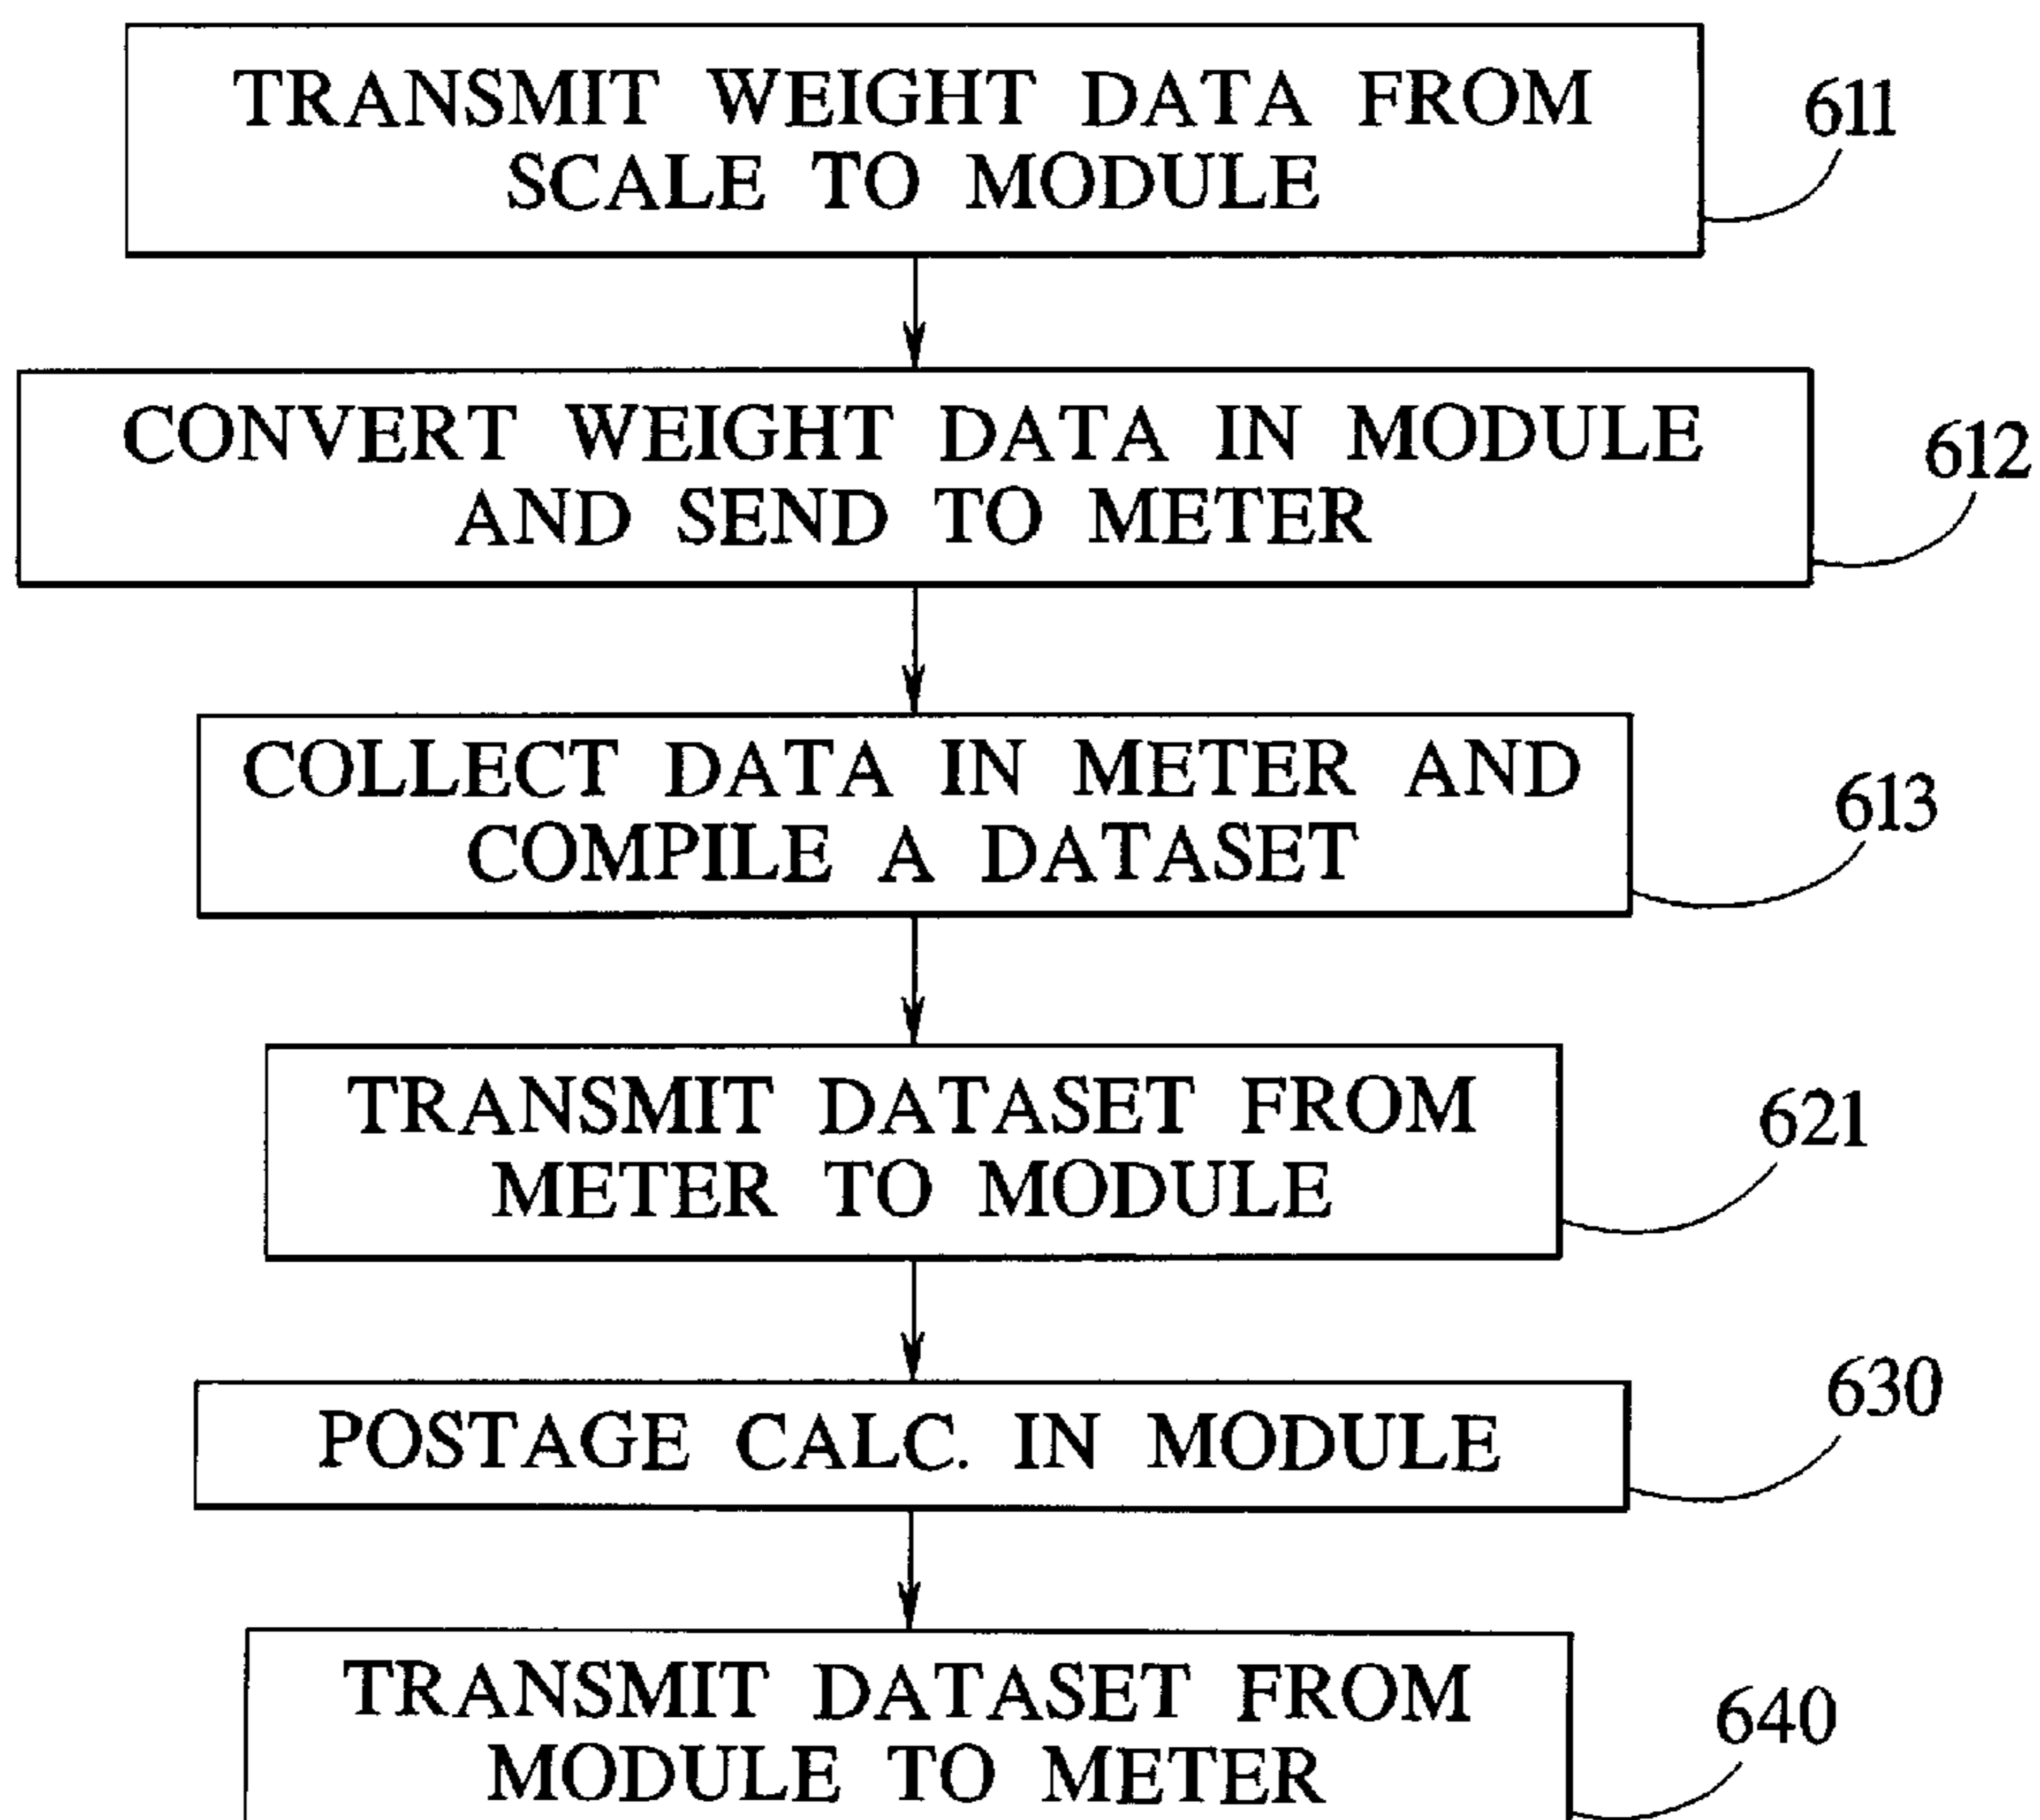 TRANSMIT WEIGHT DATA FROM
SCALE TO MODULE
611
CONVERT WEIGHT DATA IN MODULE
AND SEND TO METER
612
COLLECT DATA IN METER AND
COMPILE A DATASET
613
TRANSMIT DATASET FROM
METER TO MODULE
621
POSTAGE CALC. IN MODULE
630
TRANSMIT DATASET FROM
MODULE TO METER
640